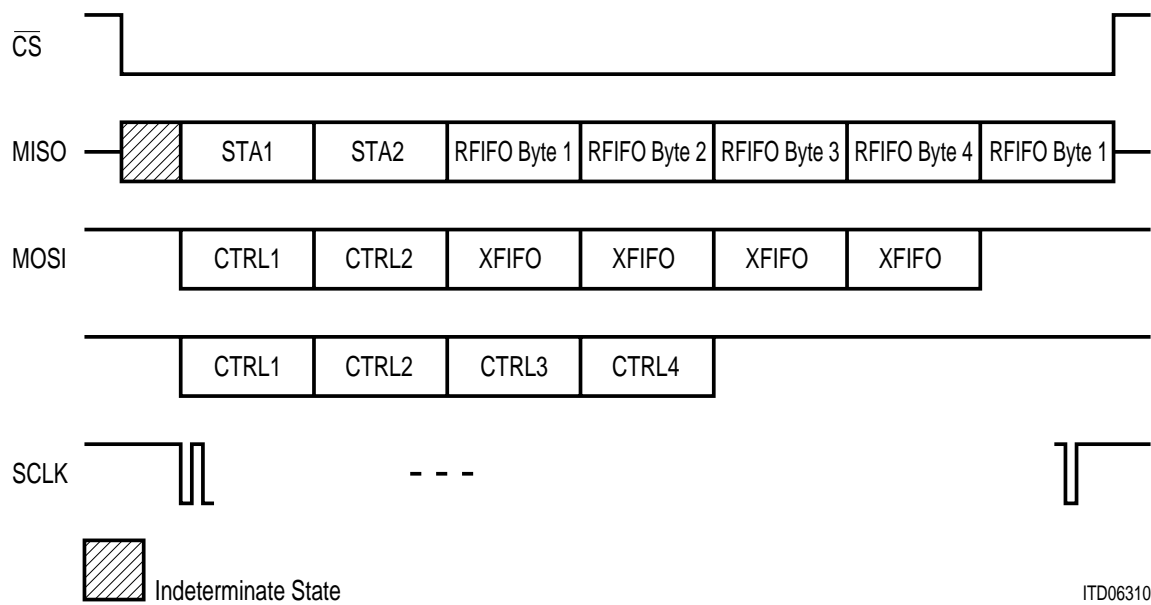 C̅S̅
MISO STA1 STA2 RFIFO Byte 1 RFIFO Byte 2 RFIFO Byte 3 RFIFO Byte 4 RFIFO Byte 1
MOSI CTRL1 CTRL2 XFIFO XFIFO XFIFO XFIFO
CTRL1 CTRL2 CTRL3 CTRL4
SCLK - - -
Indeterminate State
ITD06310